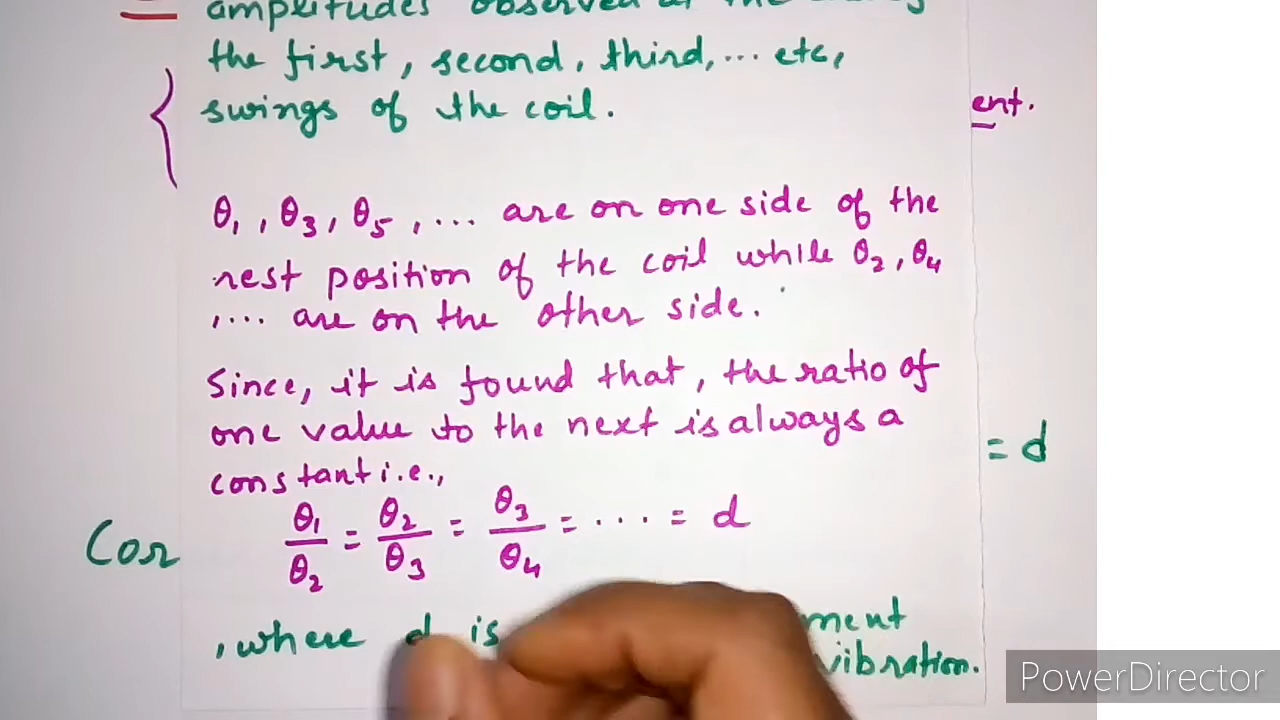 amplitudes observed at the
the first, second, third, ... etc,
swings of the coil.
ent.
θ1, θ3, θ5, ... are on one side of the
rest position of the coil while θ2, θ4
,... are on the other side.
Since, it is found that, the ratio of
one value to the next is always a
constant i.e.,
= d
θ1/θ2 = θ2/θ3 = θ3/θ4 = ... = d
Cor
, where d is ment
vibration.
PowerDirector